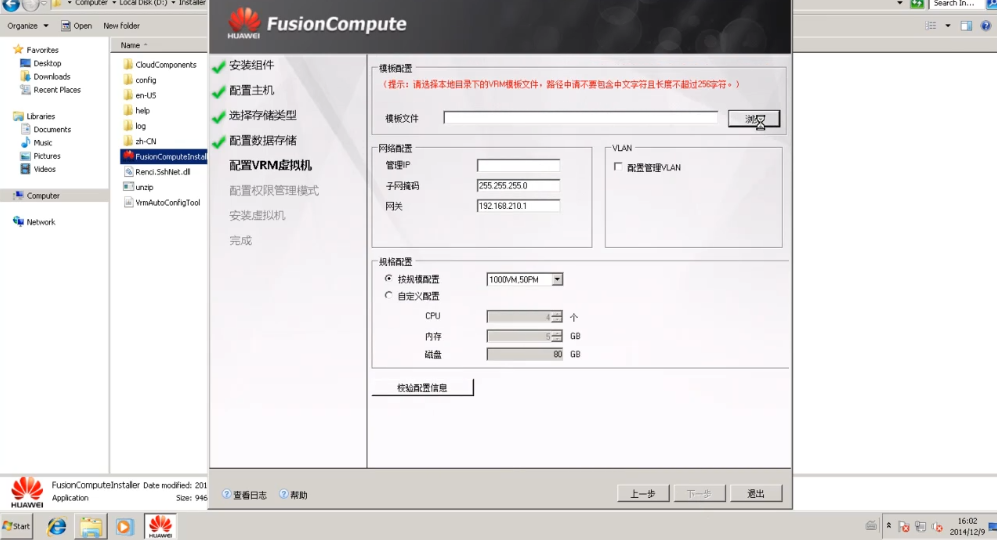 Computer ▸ Local Disk (D:) ▸ Installer
Search In...
Organize ▼ Open New folder
Name
Favorites
Desktop
Downloads
Recent Places
Libraries
Documents
Music
Pictures
Videos
Computer
Network
CloudComponents
config
en-US
help
log
zh-CN
FusionComputeInstal
Renci.SshNet.dll
unzip
VrmAutoConfigTool
HUAWEI
FusionCompute
安装组件
配置主机
选择存储类型
配置数据存储
配置VRM虚拟机
配置权限管理模式
安装虚拟机
完成
模板配置
(提示：请选择本地目录下的VRM模板文件，路径中请不要包含中文字符且长度不超过256字符。)
模板文件
网络配置
管理IP
子网掩码 255.255.255.0
网关 192.168.210.1
VLAN
配置管理VLAN
规格配置
按规模配置 1000VM,50PM
自定义配置
CPU 4 个
内存 5 GB
磁盘 80 GB
校验配置信息
查看日志 帮助
上一步 下一步 退出
HUAWEI
FusionComputeInstaller Date modified: 201
Application Size: 946
Start
HUAWEI
16:02
2014/12/9